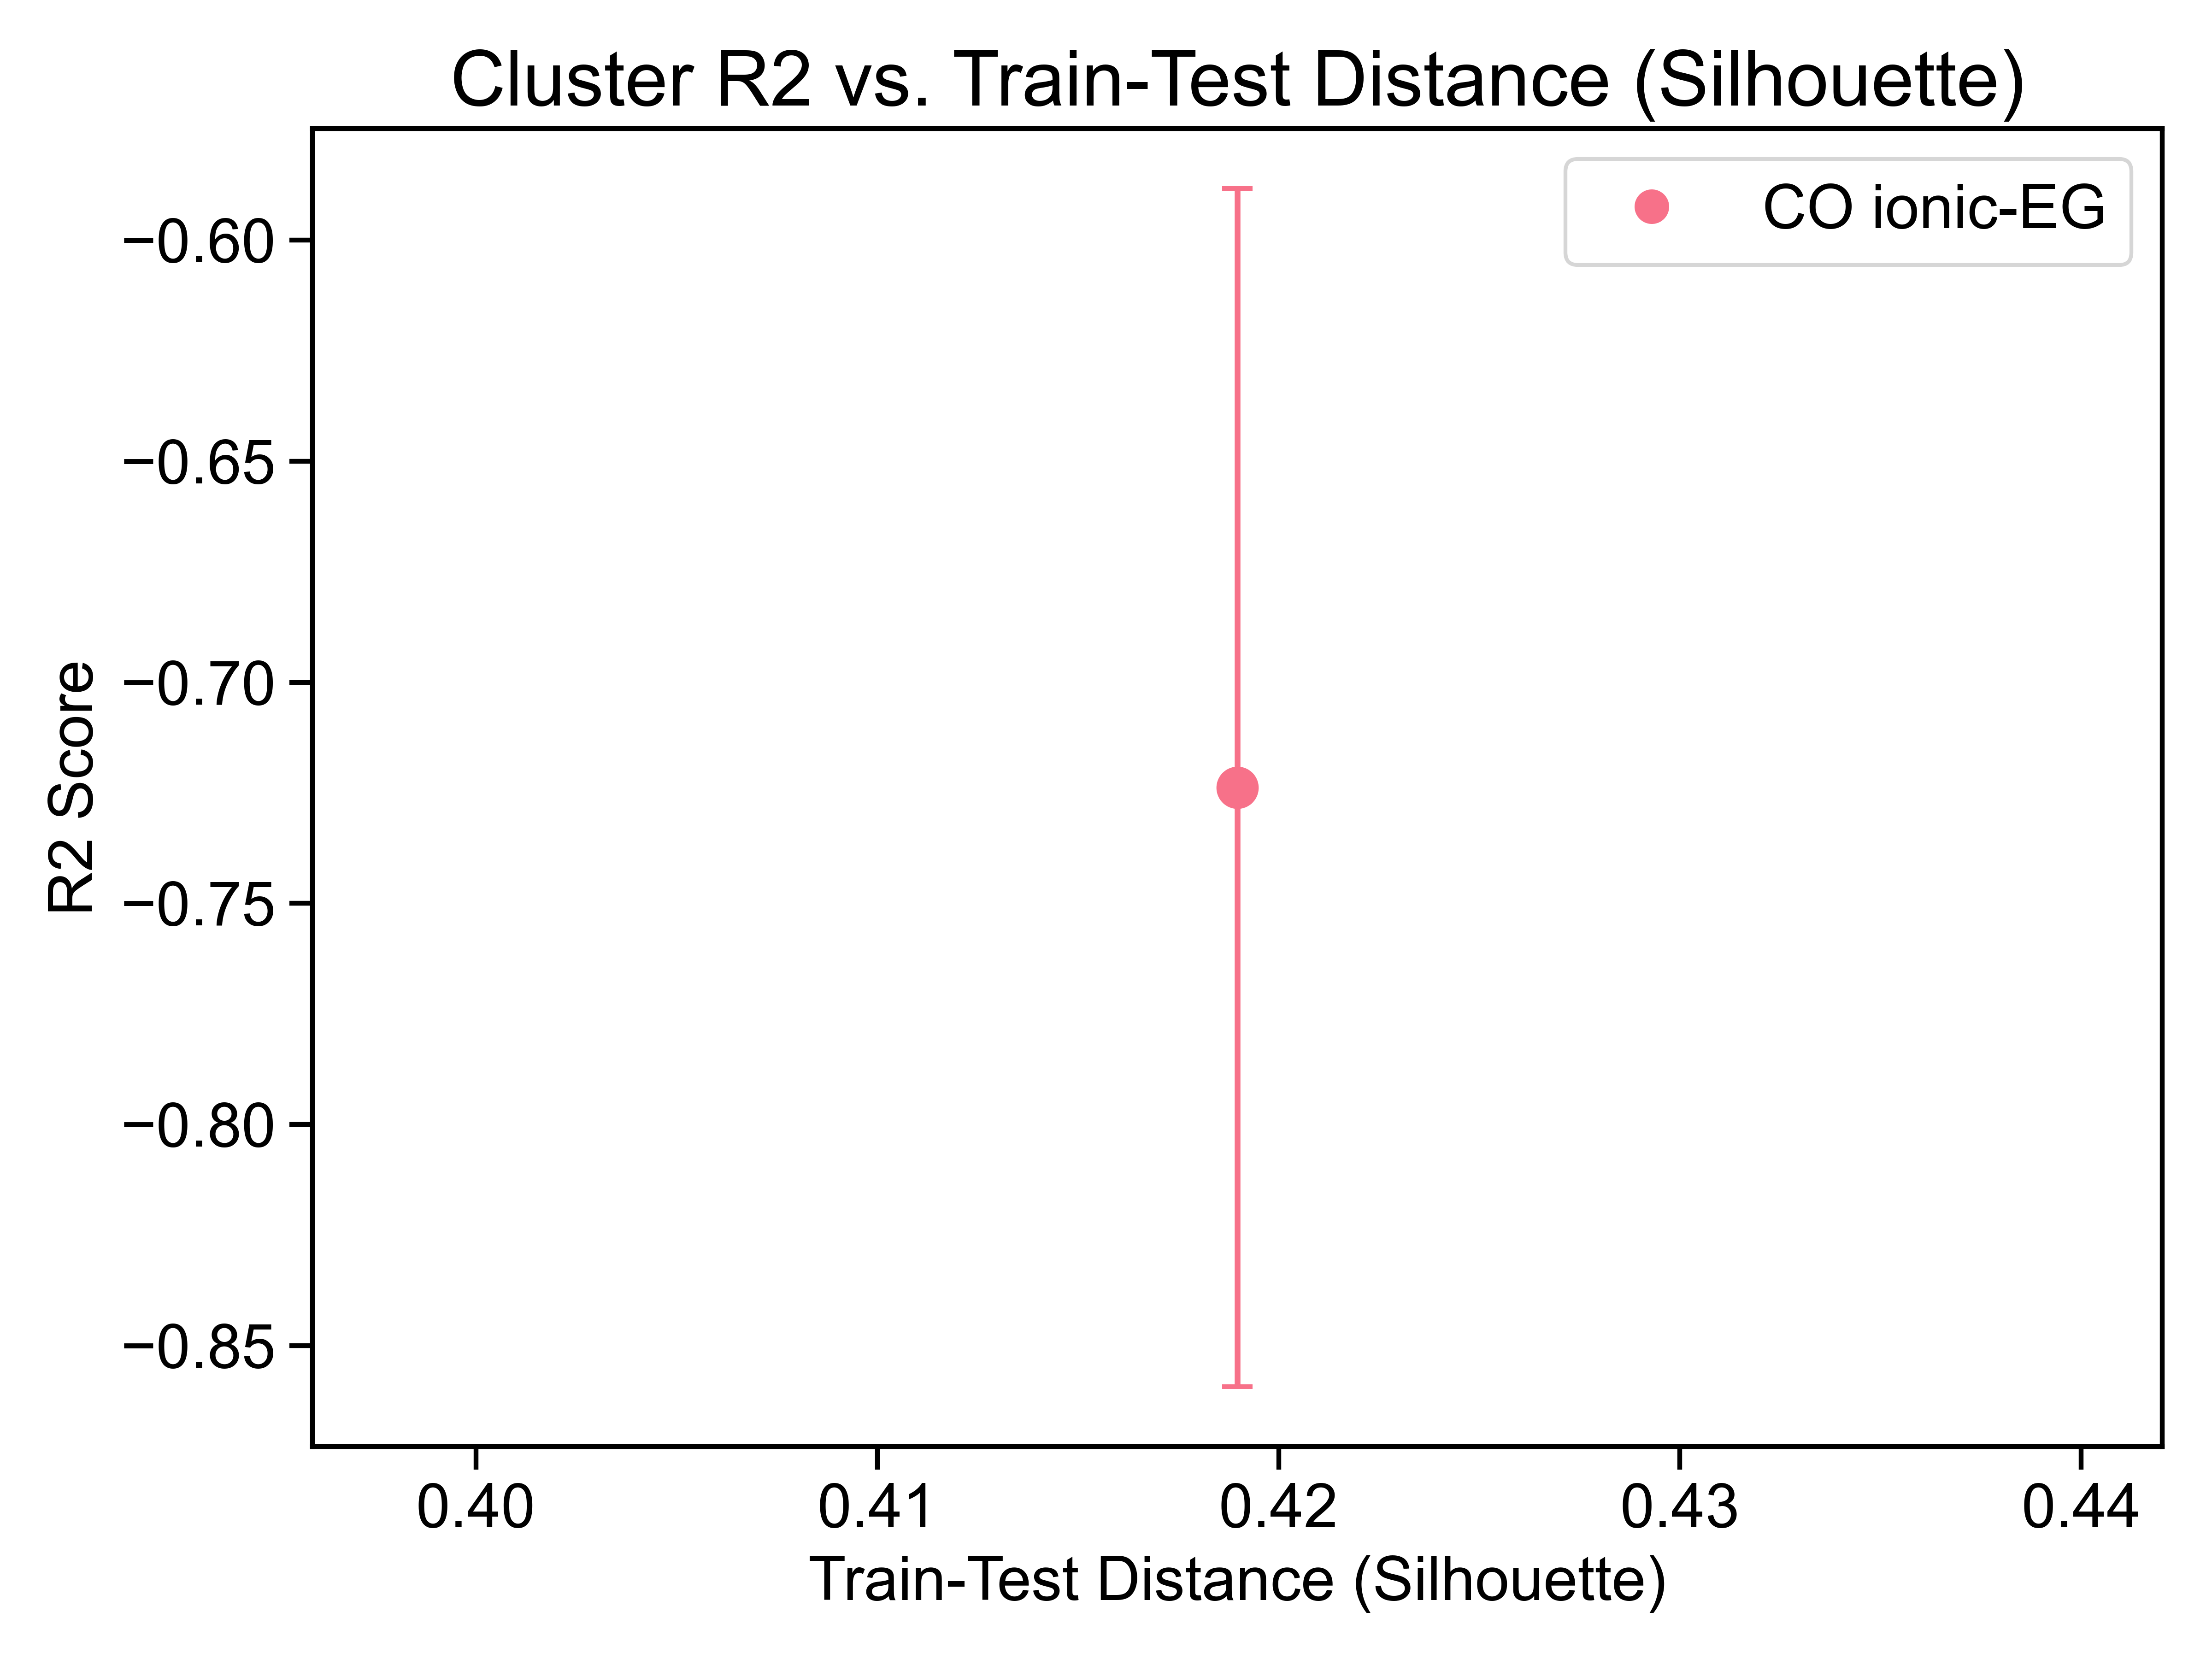 Cluster R2 vs. Train-Test Distance (Silhouette)
CO ionic-EG
R2 Score
−0.60
−0.65
−0.70
−0.75
−0.80
−0.85
0.40 0.41 0.42 0.43 0.44
Train-Test Distance (Silhouette)